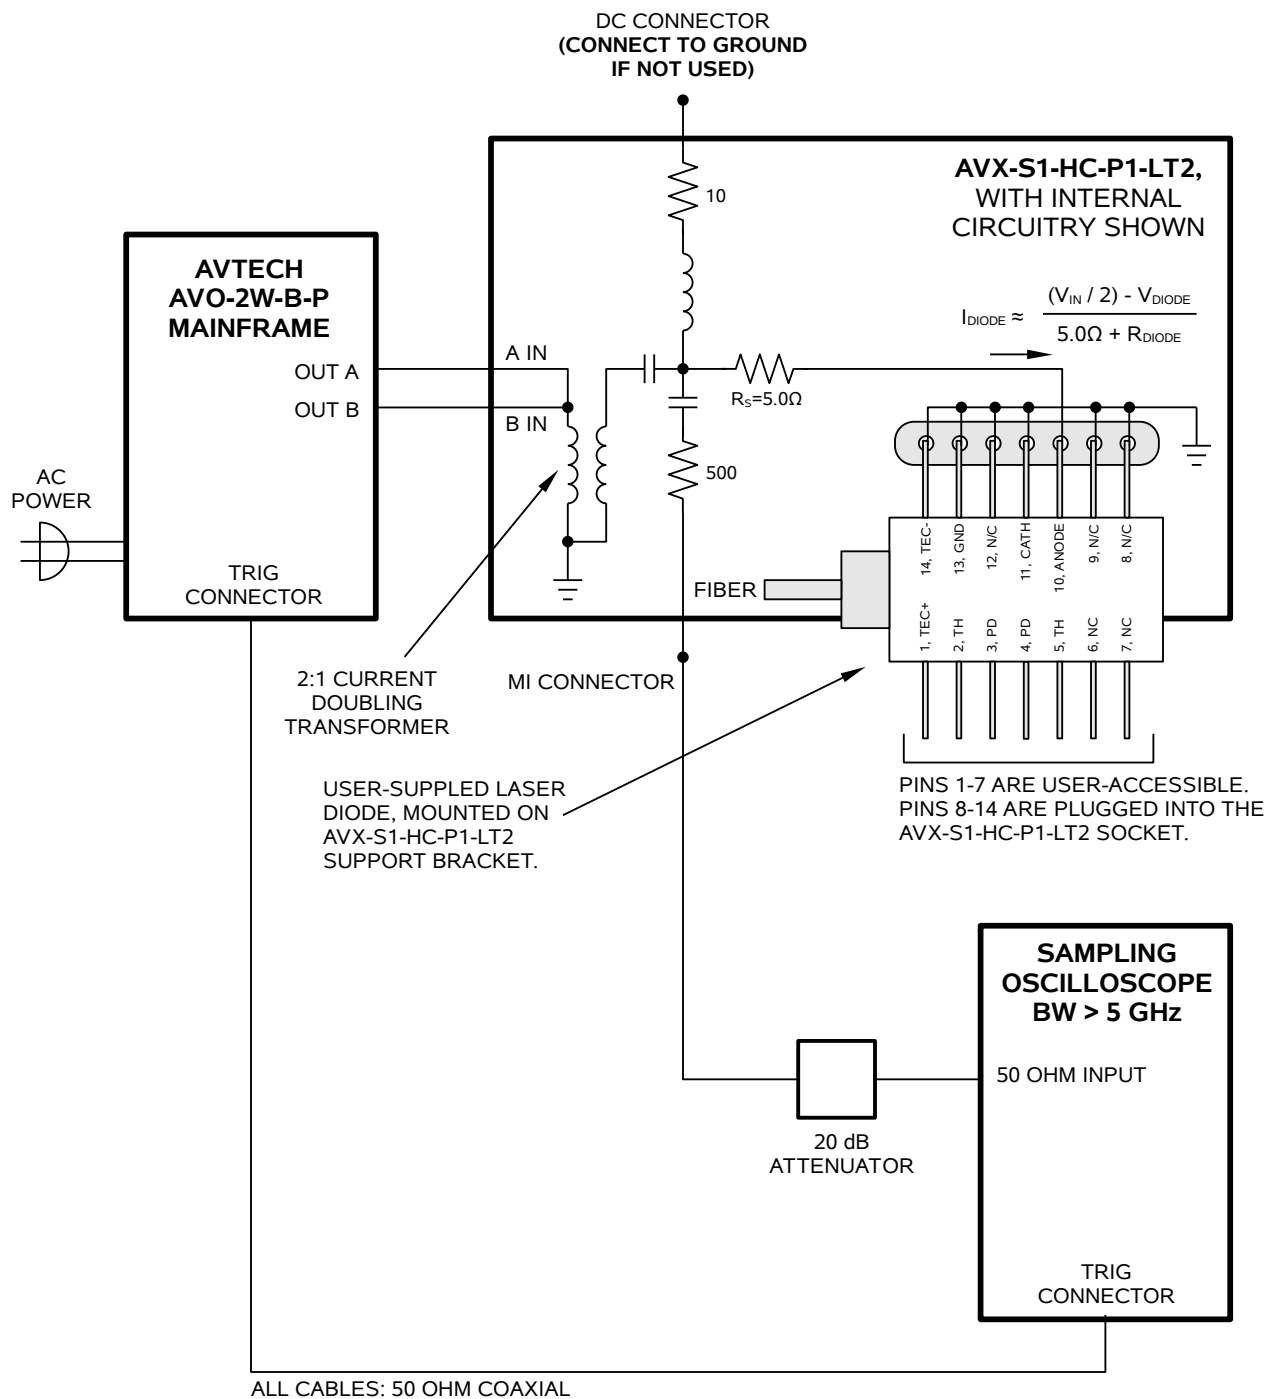 DC CONNECTOR
(CONNECT TO GROUND
IF NOT USED)
AVX-S1-HC-P1-LT2,
WITH INTERNAL
CIRCUITRY SHOWN
10
AVTECH
AVO-2W-B-P
MAINFRAME
I_DIODE ≈ (V_IN / 2) - V_DIODE
5.0Ω + R_DIODE
A IN
OUT A
R_S=5.0Ω
OUT B
B IN
500
AC
POWER
14, TEC-
13, GND
12, N/C
11, CATH
10, ANODE
9, N/C
8, N/C
TRIG
CONNECTOR
FIBER
1, TEC+
2, TH
3, PD
4, PD
5, TH
6, NC
7, NC
2:1 CURRENT
DOUBLING
TRANSFORMER
MI CONNECTOR
USER-SUPPLED LASER
DIODE, MOUNTED ON
AVX-S1-HC-P1-LT2
SUPPORT BRACKET.
PINS 1-7 ARE USER-ACCESSIBLE.
PINS 8-14 ARE PLUGGED INTO THE
AVX-S1-HC-P1-LT2 SOCKET.
SAMPLING
OSCILLOSCOPE
BW > 5 GHz
50 OHM INPUT
20 dB
ATTENUATOR
TRIG
CONNECTOR
ALL CABLES: 50 OHM COAXIAL